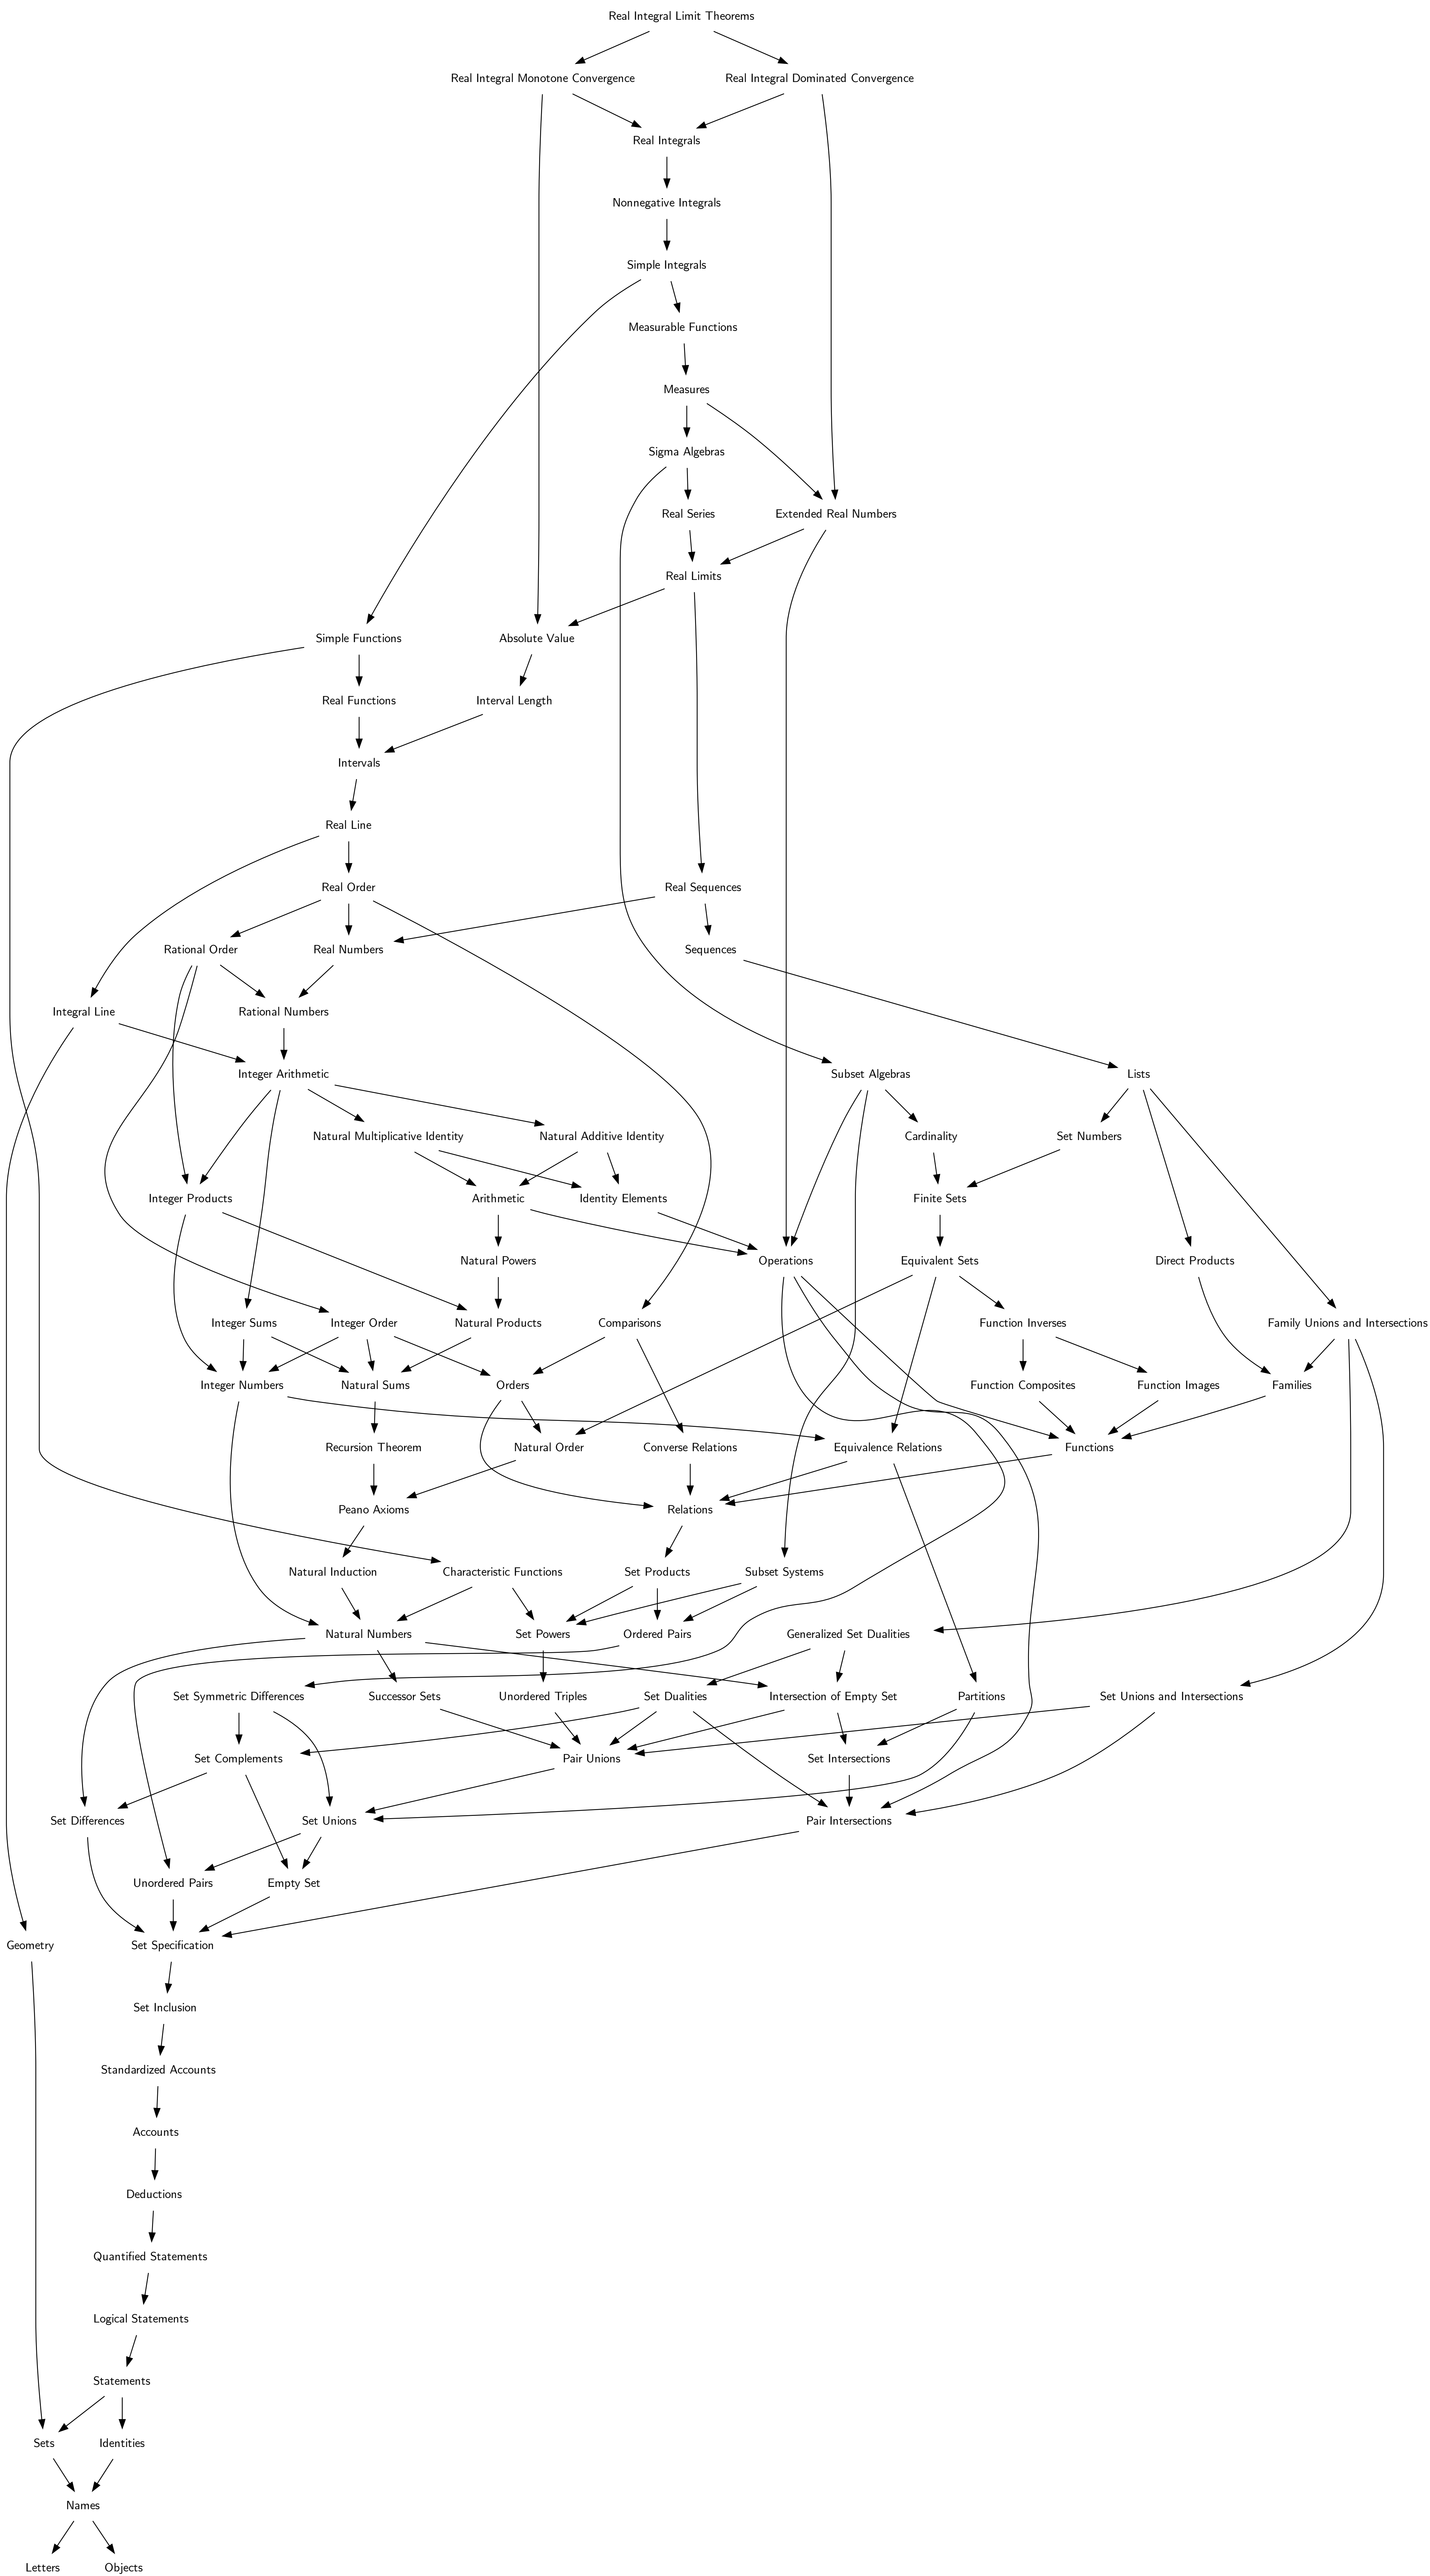 Real Integral Limit Theorems
Real Integral Monotone Convergence
Real Integral Dominated Convergence
Real Integrals
Nonnegative Integrals
Simple Integrals
Measurable Functions
Measures
Sigma Algebras
Real Series
Extended Real Numbers
Real Limits
Simple Functions
Absolute Value
Real Functions
Interval Length
Intervals
Real Line
Real Order
Real Sequences
Rational Order
Real Numbers
Sequences
Integral Line
Rational Numbers
Integer Arithmetic
Subset Algebras
Lists
Natural Multiplicative Identity
Natural Additive Identity
Cardinality
Set Numbers
Integer Products
Arithmetic
Identity Elements
Finite Sets
Natural Powers
Operations
Equivalent Sets
Direct Products
Integer Sums
Integer Order
Natural Products
Comparisons
Function Inverses
Family Unions and Intersections
Integer Numbers
Natural Sums
Orders
Function Composites
Function Images
Families
Recursion Theorem
Natural Order
Converse Relations
Equivalence Relations
Functions
Peano Axioms
Relations
Natural Induction
Characteristic Functions
Set Products
Subset Systems
Natural Numbers
Set Powers
Ordered Pairs
Generalized Set Dualities
Set Symmetric Differences
Successor Sets
Unordered Triples
Set Dualities
Intersection of Empty Set
Partitions
Set Unions and Intersections
Set Complements
Pair Unions
Set Intersections
Set Differences
Set Unions
Pair Intersections
Unordered Pairs
Empty Set
Geometry
Set Specification
Set Inclusion
Standardized Accounts
Accounts
Deductions
Quantified Statements
Logical Statements
Statements
Sets
Identities
Names
Letters
Objects